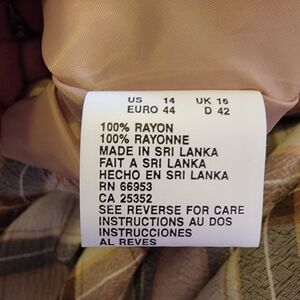 US 14 UK 16
EURO 44 D 42
100% RAYON
100% RAYONNE
MADE IN SRI LANKA
FAIT A SRI LANKA
HECHO EN SRI LANKA
RN 66953
CA 25352
SEE REVERSE FOR CARE
INSTRUCTIONS AU DOS
INSTRUCCIONES
AL REVES